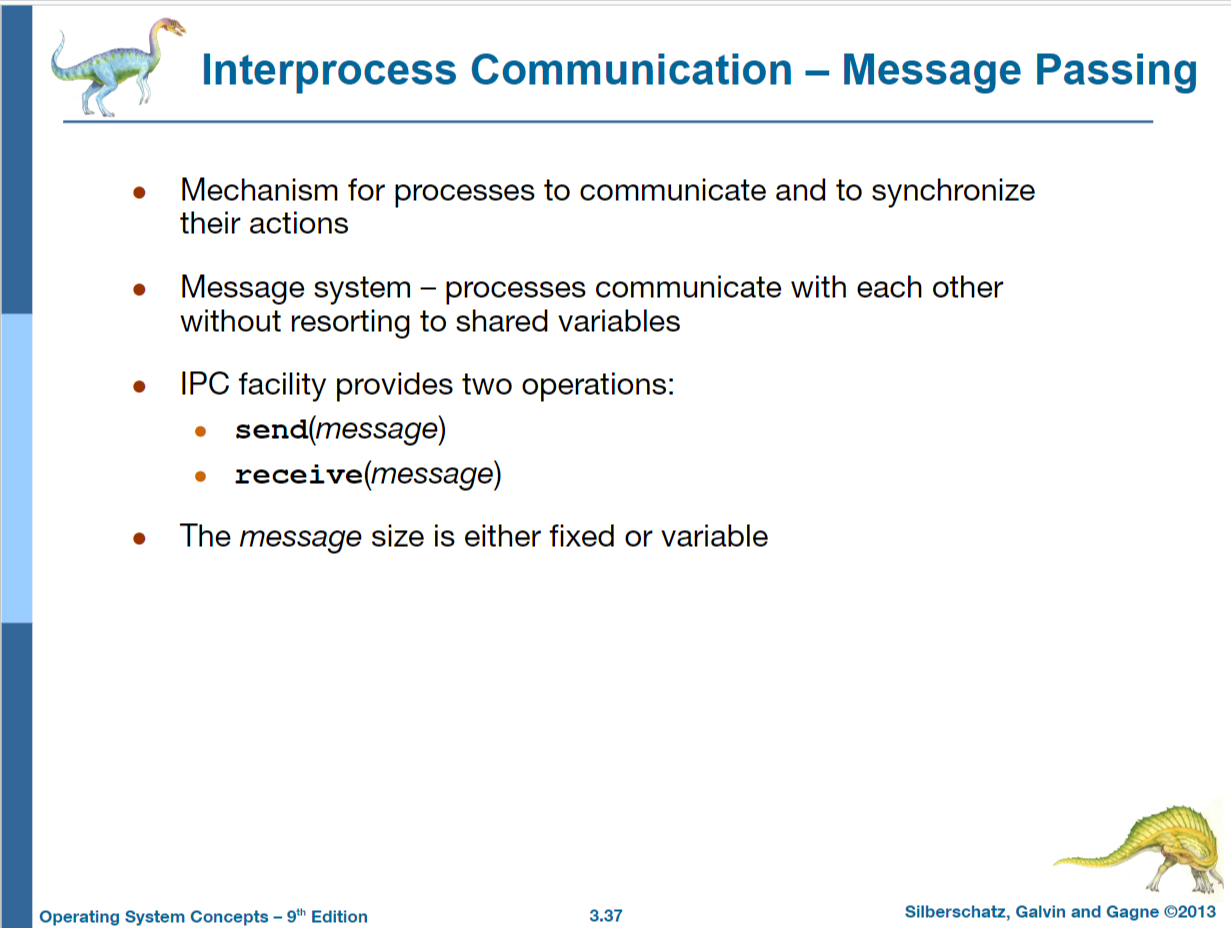 Interprocess Communication – Message Passing
Mechanism for processes to communicate and to synchronize
their actions
Message system – processes communicate with each other
without resorting to shared variables
IPC facility provides two operations:
send(message)
receive(message)
The message size is either fixed or variable
Operating System Concepts – 9th Edition
3.37
Silberschatz, Galvin and Gagne ©2013